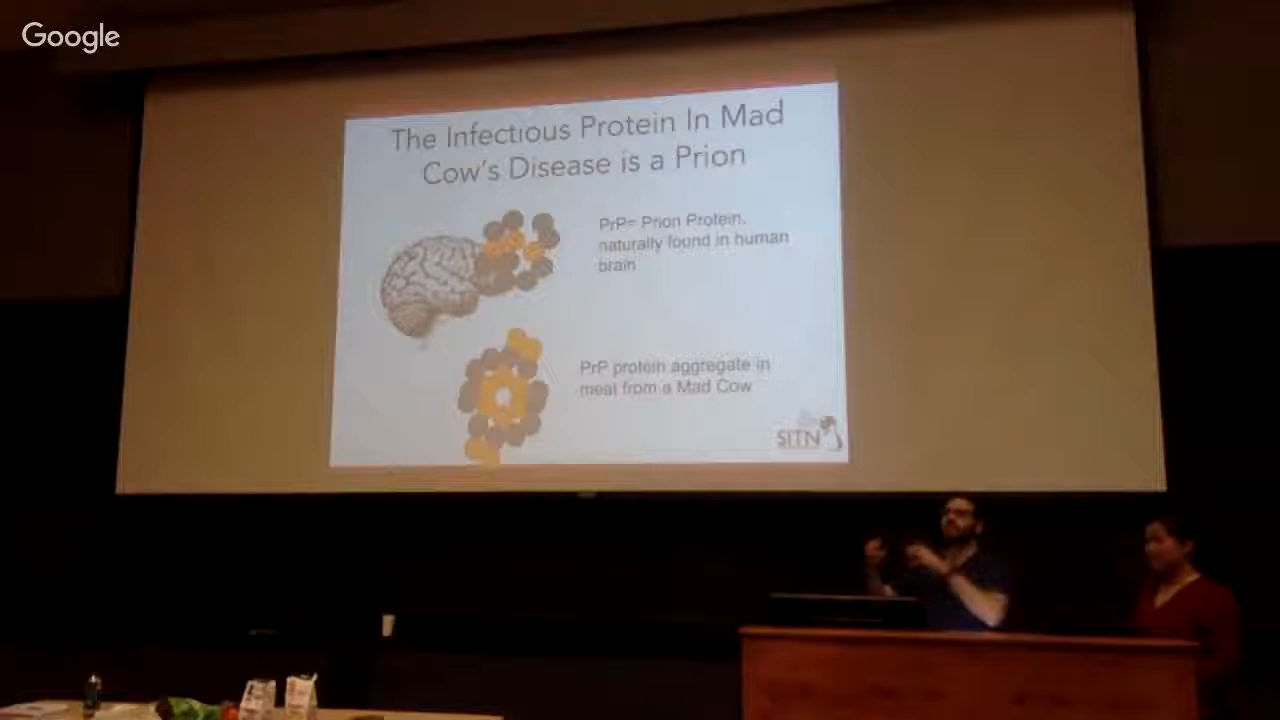 Google
The Infectious Protein In Mad
Cow's Disease is a Prion
PrP= Prion Protein,
naturally found in human
brain
PrP protein aggregate in
meat from a Mad Cow
SITN